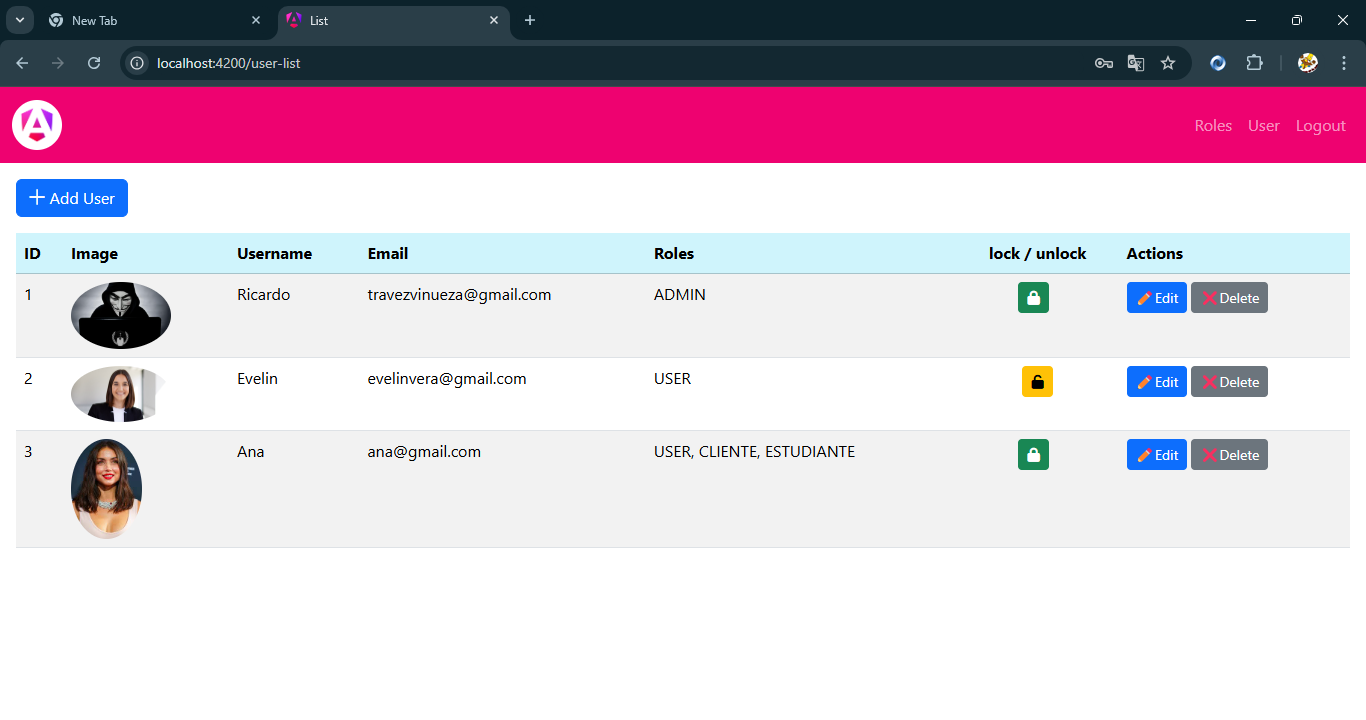 New Tab
List
localhost:4200/user-list
Roles User Logout
Add User
ID Image Username Email Roles lock / unlock Actions
1 Ricardo travezvinueza@gmail.com ADMIN Edit Delete
2 Evelin evelinvera@gmail.com USER Edit Delete
3 Ana ana@gmail.com USER, CLIENTE, ESTUDIANTE Edit Delete